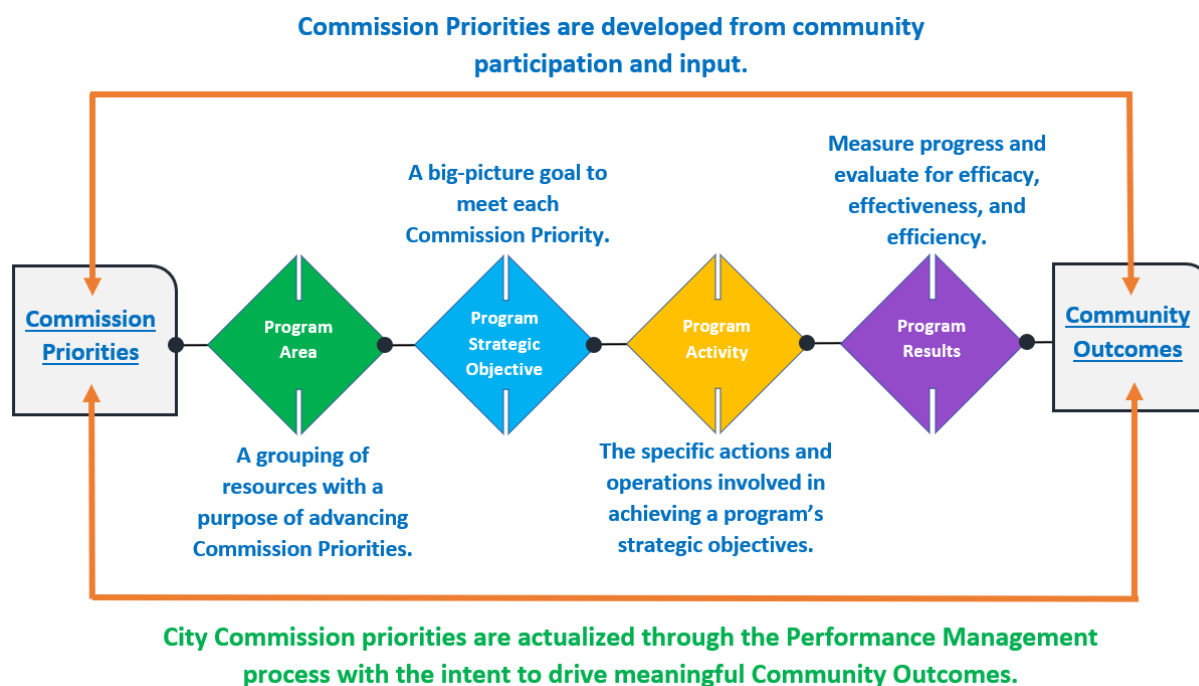 Commission Priorities are developed from community
participation and input.
A big-picture goal to
meet each
Commission Priority.
Measure progress and
evaluate for efficacy,
effectiveness, and
efficiency.
Commission
Priorities
Program
Area
Program
Strategic
Objective
Program
Activity
Program
Results
Community
Outcomes
A grouping of
resources with a
purpose of advancing
Commission Priorities.
The specific actions and
operations involved in
achieving a program’s
strategic objectives.
City Commission priorities are actualized through the Performance Management
process with the intent to drive meaningful Community Outcomes.